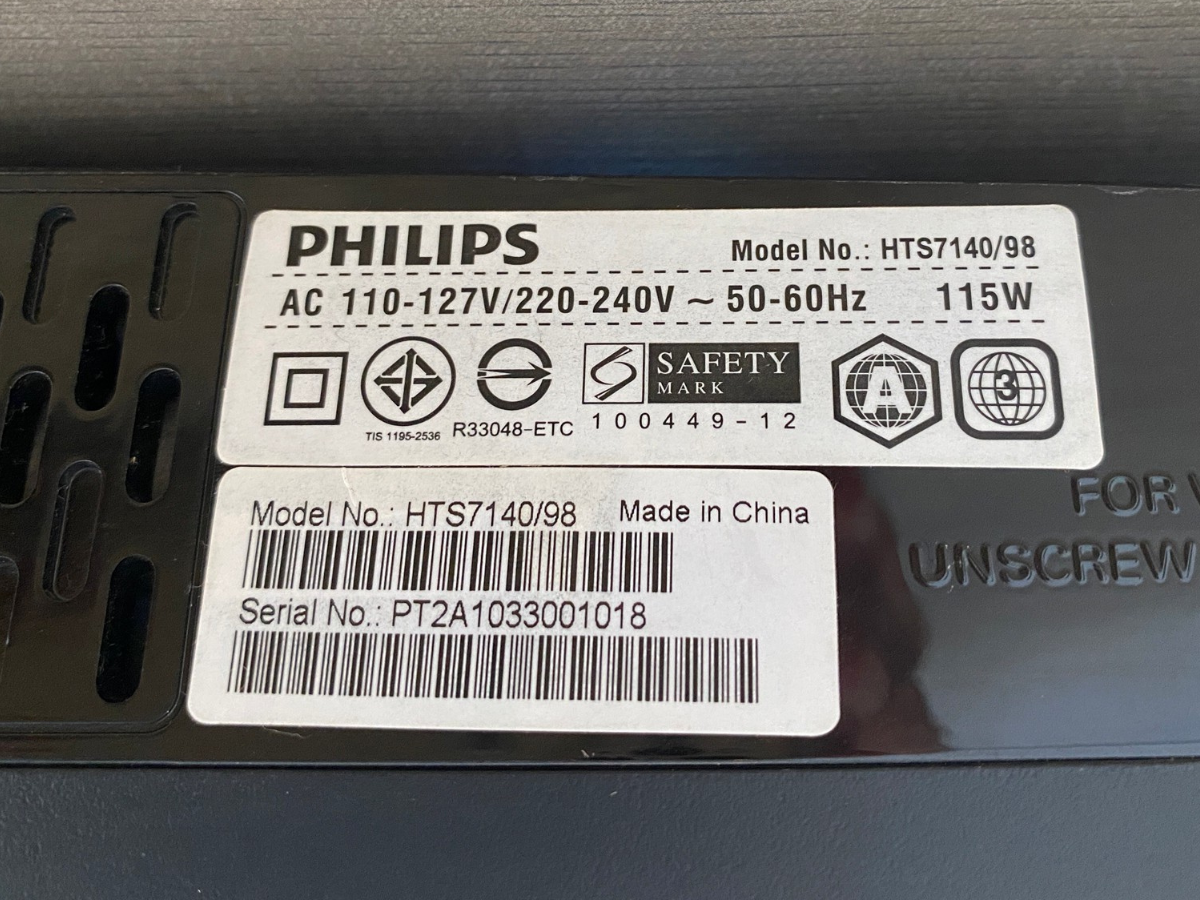 PHILIPS
Model No.: HTS7140/98
AC 110-127V/220-240V ~ 50-60Hz 115W
TIS 1195-2536
R33048-ETC
SAFETY
MARK
100449-12
A
3
Model No.: HTS7140/98 Made in China
Serial No.: PT2A1033001018
FOR
UNSCREW